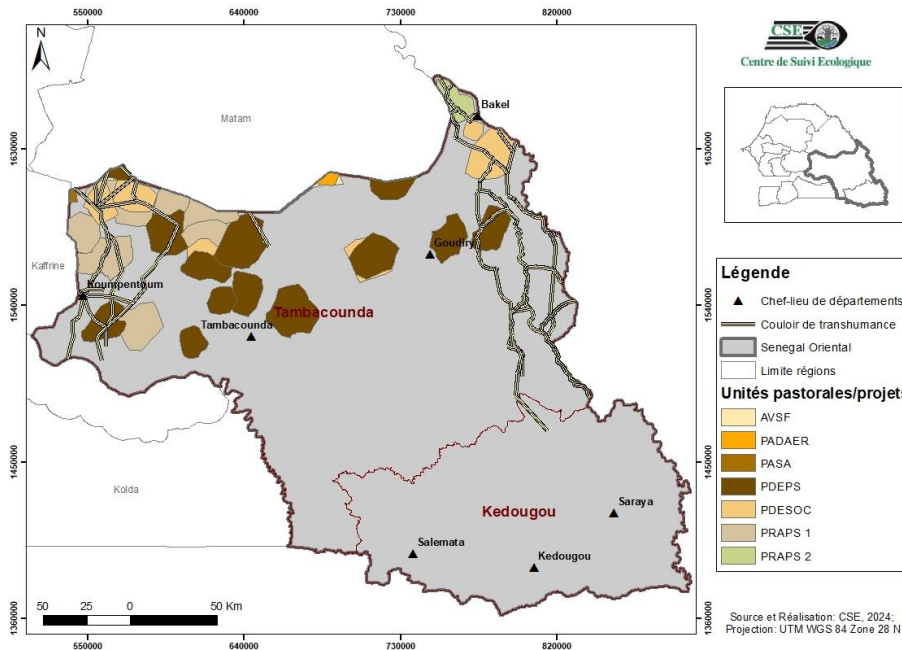 550000 640000 730000 820000
N
CSE
Centre de Suivi Ecologique
Bakel
Matam
1630000 1630000
Goudiry
Kaffrine
Koumpentoum
Tambacounda
1540000 1540000
Tambacounda
Légende
Chef-lieu de départements
Couloir de transhumance
Senegal Oriental
Limite régions
Unités pastorales/projets
AVSF
PADAER
PASA
PDEPS
PDESOC
PRAPS 1
PRAPS 2
1450000 1450000
Kolda
Saraya
Kedougou
Salemata
Kedougou
50 25 0 50 Km
1360000 1360000
Source et Réalisation: CSE, 2024;
Projection: UTM WGS 84 Zone 28 N
550000 640000 730000 820000